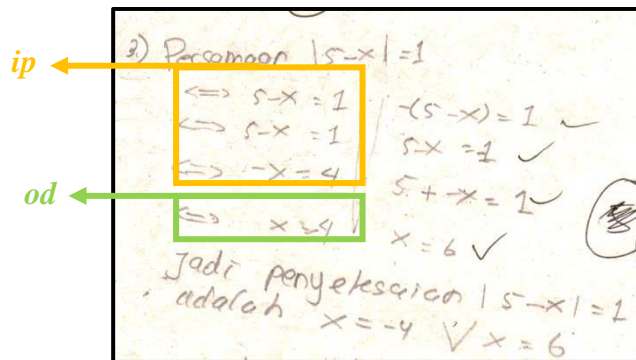 3.) Persamaan |5-x| = 1
ip
⇔ 5-x = 1 -(5-x) = 1 ✓
⇔ 5-x = 1 5-x = -1 ✓
⇔ -x = 4 5 + -x = 1 ✓
od
⇔ x = 4 x = 6 ✓
Jadi penyelesaian |5-x| = 1
adalah x = -4 V x = 6